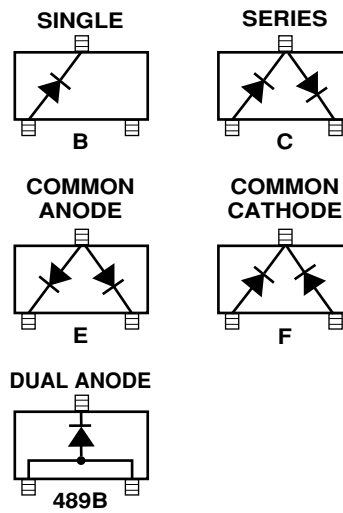 SINGLE
B
SERIES
C
COMMON
ANODE
E
COMMON
CATHODE
F
DUAL ANODE
489B